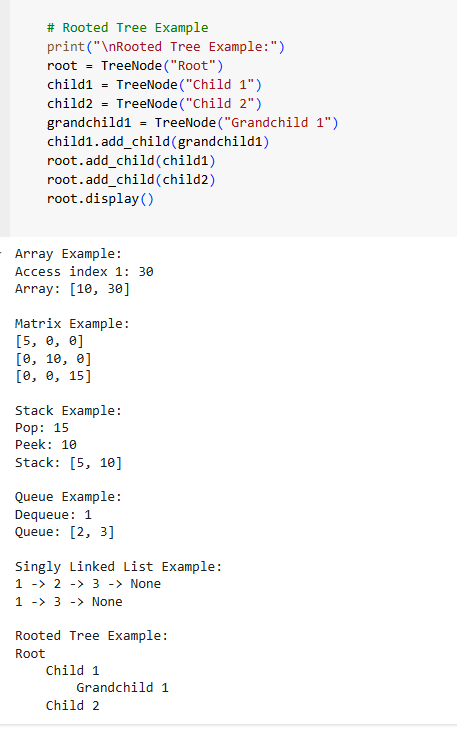 # Rooted Tree Example
print("\nRooted Tree Example:")
root = TreeNode("Root")
child1 = TreeNode("Child 1")
child2 = TreeNode("Child 2")
grandchild1 = TreeNode("Grandchild 1")
child1.add_child(grandchild1)
root.add_child(child1)
root.add_child(child2)
root.display()
Array Example:
Access index 1: 30
Array: [10, 30]
Matrix Example:
[5, 0, 0]
[0, 10, 0]
[0, 0, 15]
Stack Example:
Pop: 15
Peek: 10
Stack: [5, 10]
Queue Example:
Dequeue: 1
Queue: [2, 3]
Singly Linked List Example:
1 -> 2 -> 3 -> None
1 -> 3 -> None
Rooted Tree Example:
Root
    Child 1
        Grandchild 1
    Child 2